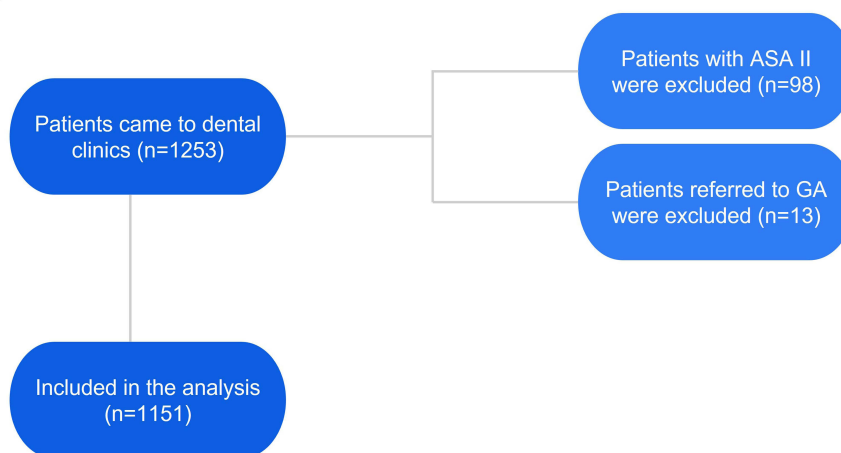 Patients with ASA II
were excluded (n=98)
Patients came to dental
clinics (n=1253)
Patients referred to GA
were excluded (n=13)
Included in the analysis
(n=1151)